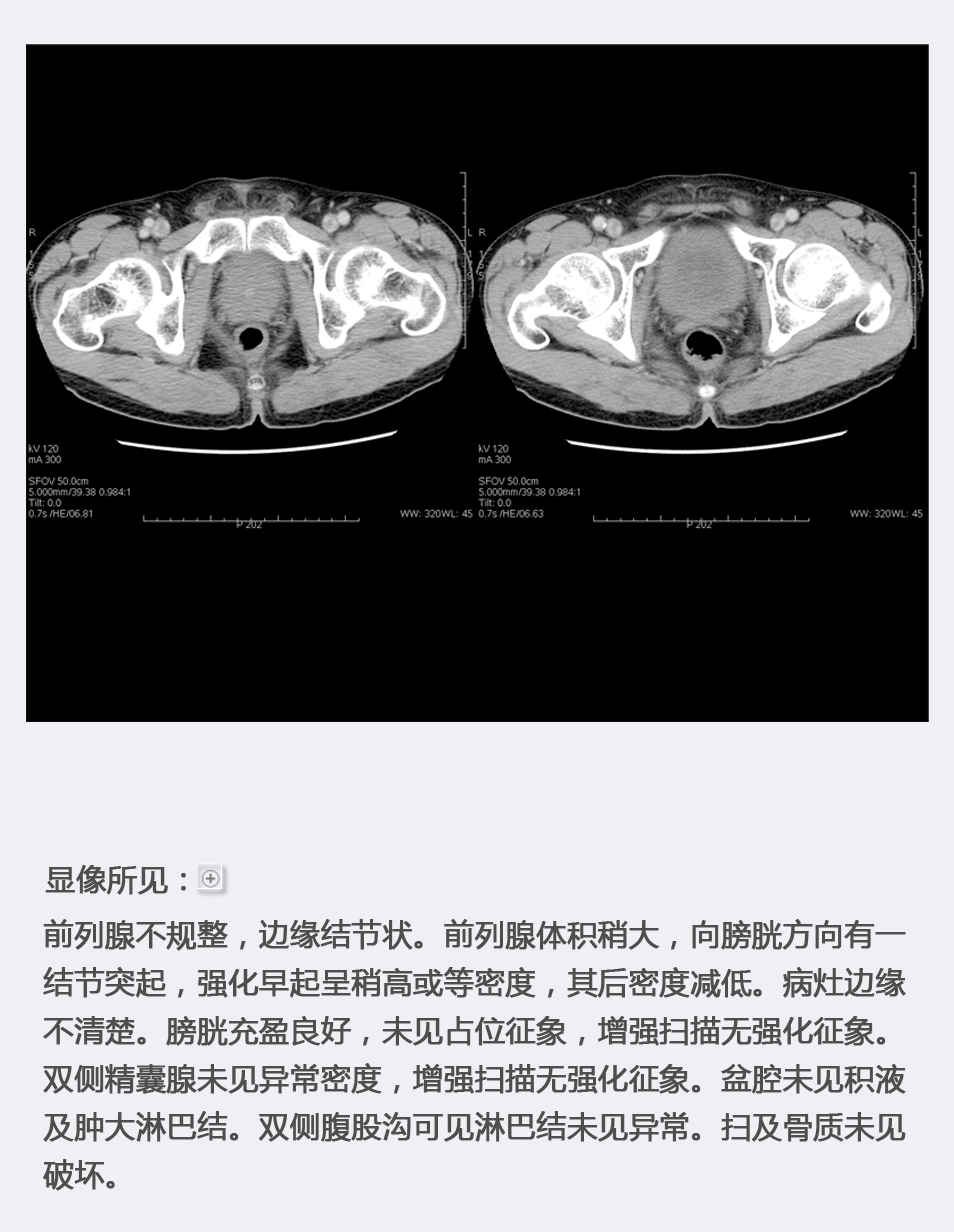 R
L
R
L
kV 120
mA 300
SFOV 50.0cm
5.000mm/39.38 0.984:1
Tilt: 0.0
0.7s /HE/06.81
P 202
WW: 320WL: 45
kV 120
mA 300
SFOV 50.0cm
5.000mm/39.38 0.984:1
Tilt: 0.0
0.7s /HE/06.63
P 202
WW: 320WL: 45
显像所见：
前列腺不规整，边缘结节状。前列腺体积稍大，向膀胱方向有一
结节突起，强化早起呈稍高或等密度，其后密度减低。病灶边缘
不清楚。膀胱充盈良好，未见占位征象，增强扫描无强化征象。
双侧精囊腺未见异常密度，增强扫描无强化征象。盆腔未见积液
及肿大淋巴结。双侧腹股沟可见淋巴结未见异常。扫及骨质未见
破坏。